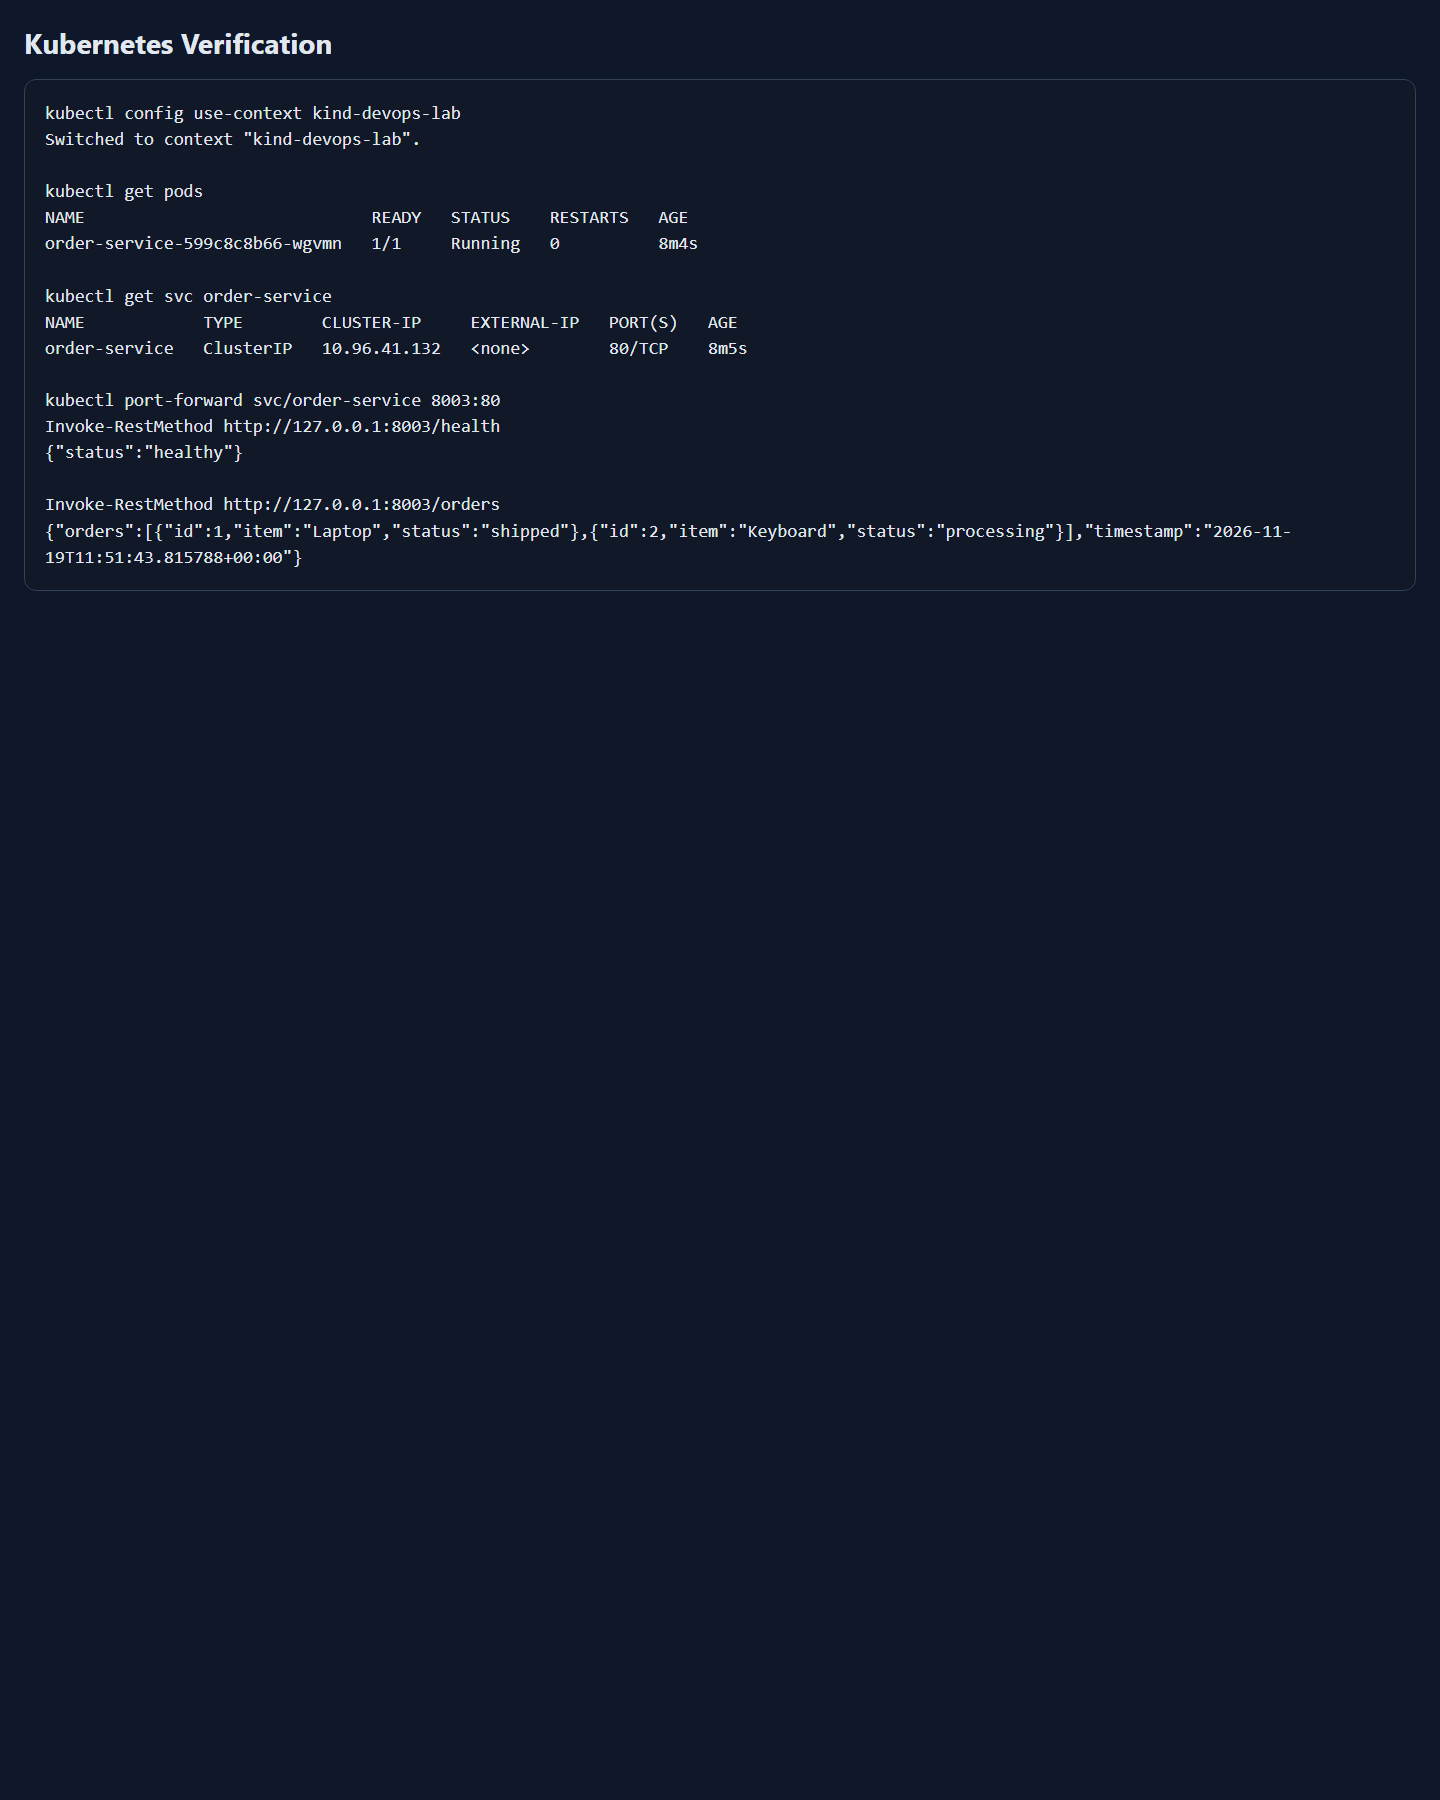 Kubernetes Verification
kubectl config use-context kind-devops-lab
Switched to context "kind-devops-lab".
kubectl get pods
NAME                             READY   STATUS    RESTARTS   AGE
order-service-599c8c8b66-wgvmn   1/1     Running   0          8m4s
kubectl get svc order-service
NAME            TYPE        CLUSTER-IP     EXTERNAL-IP   PORT(S)   AGE
order-service   ClusterIP   10.96.41.132   <none>        80/TCP    8m5s
kubectl port-forward svc/order-service 8003:80
Invoke-RestMethod http://127.0.0.1:8003/health
{"status":"healthy"}
Invoke-RestMethod http://127.0.0.1:8003/orders
{"orders":[{"id":1,"item":"Laptop","status":"shipped"},{"id":2,"item":"Keyboard","status":"processing"}],"timestamp":"2026-11-
19T11:51:43.815788+00:00"}